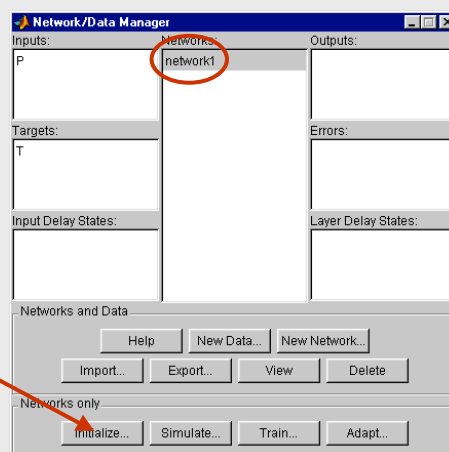 Network/Data Manager
Inputs:
Networks:
Outputs:
P
network1
Targets:
Errors:
T
Input Delay States:
Layer Delay States:
Networks and Data
Help
New Data...
New Network...
Import...
Export...
View
Delete
Networks only
Initialize...
Simulate...
Train...
Adapt...